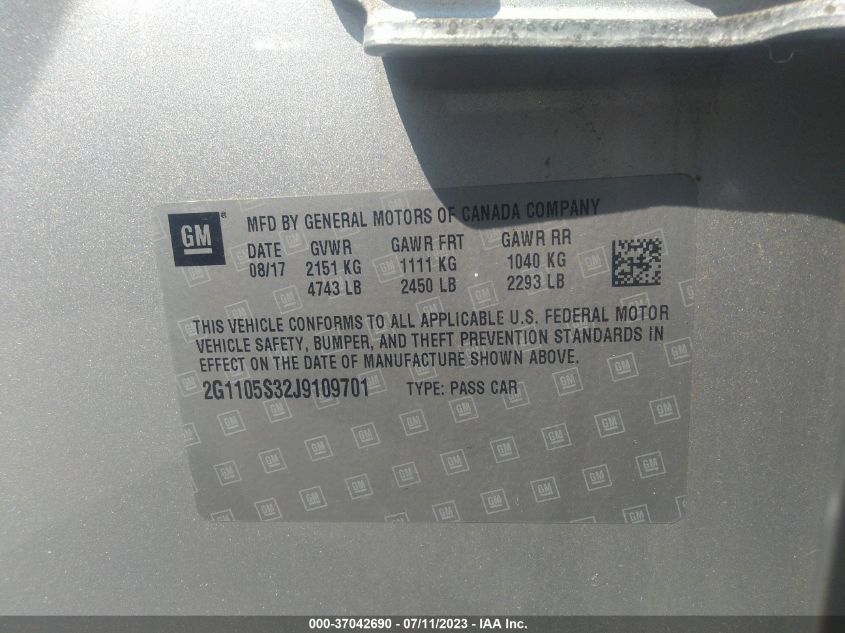 GM ® MFD BY GENERAL MOTORS OF CANADA COMPANY
DATE GVWR GAWR FRT GAWR RR
08/17 2151 KG 1111 KG 1040 KG
4743 LB 2450 LB 2293 LB
THIS VEHICLE CONFORMS TO ALL APPLICABLE U.S. FEDERAL MOTOR
VEHICLE SAFETY, BUMPER, AND THEFT PREVENTION STANDARDS IN
EFFECT ON THE DATE OF MANUFACTURE SHOWN ABOVE.
2G1105S32J9109701 TYPE: PASS CAR
000-37042690 - 07/11/2023 - IAA Inc.